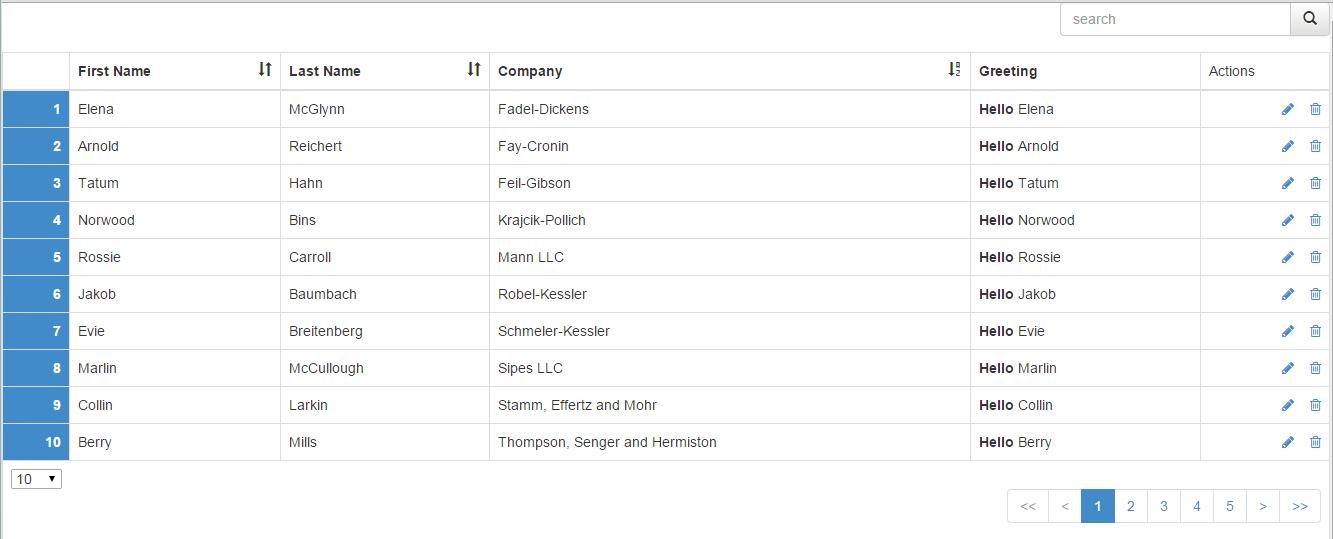 search
First Name Last Name Company Greeting Actions
1 Elena McGlynn Fadel-Dickens Hello Elena
2 Arnold Reichert Fay-Cronin Hello Arnold
3 Tatum Hahn Feil-Gibson Hello Tatum
4 Norwood Bins Krajcik-Pollich Hello Norwood
5 Rossie Carroll Mann LLC Hello Rossie
6 Jakob Baumbach Robel-Kessler Hello Jakob
7 Evie Breitenberg Schmeler-Kessler Hello Evie
8 Marlin McCullough Sipes LLC Hello Marlin
9 Collin Larkin Stamm, Effertz and Mohr Hello Collin
10 Berry Mills Thompson, Senger and Hermiston Hello Berry
10
<< < 1 2 3 4 5 > >>